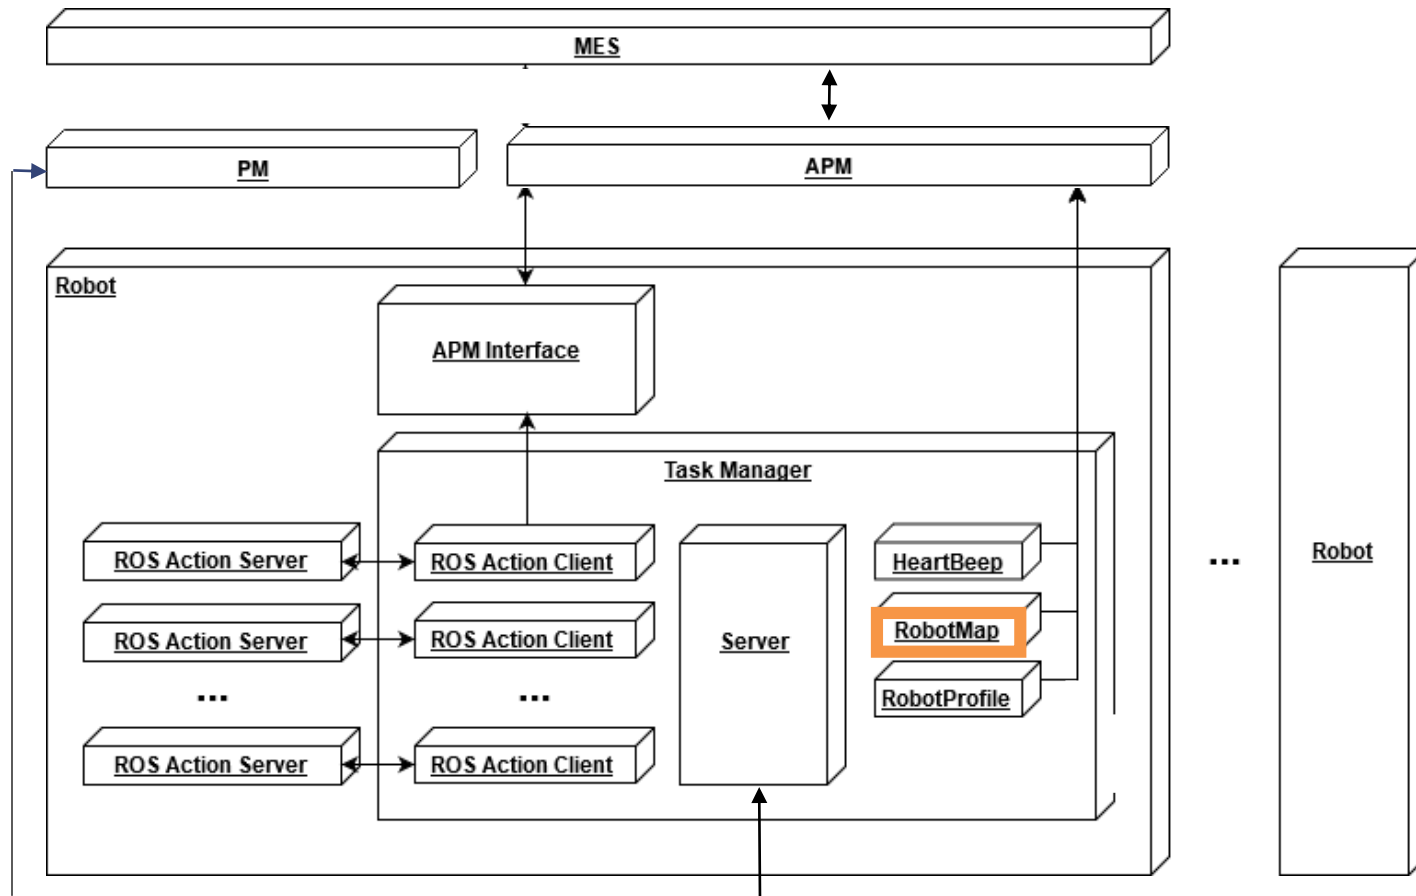 MES
PM
APM
Robot
APM Interface
Task Manager
ROS Action Server
ROS Action Client
HeartBeep
Robot
ROS Action Server
ROS Action Client
Server
RobotMap
...
...
...
RobotProfile
ROS Action Server
ROS Action Client